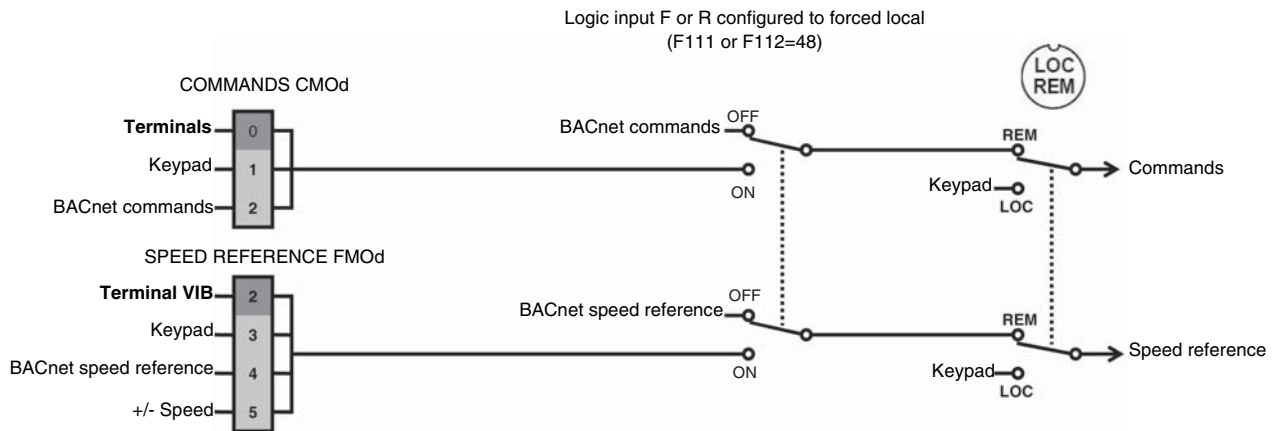 Logic input F or R configured to forced local
(F111 or F112=48)
LOC
REM
COMMANDS CMOd
Terminals
0
Keypad
1
BACnet commands
2
BACnet commands
OFF
ON
REM
Keypad
LOC
Commands
SPEED REFERENCE FMOd
Terminal VIB
2
Keypad
3
BACnet speed reference
4
+/- Speed
5
BACnet speed reference
OFF
ON
REM
Keypad
LOC
Speed reference